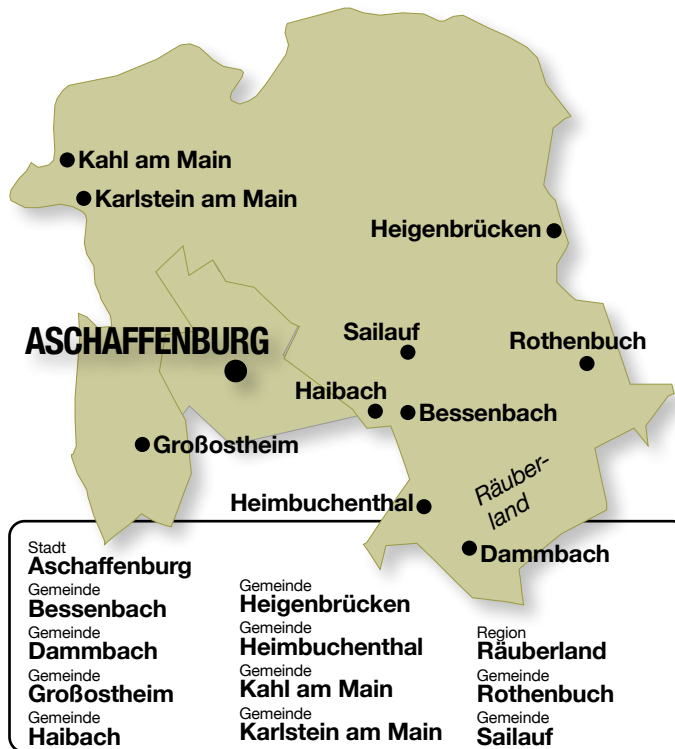 Kahl am Main
Karlstein am Main
Heigenbrücken
ASCHAFFENBURG
Sailauf
Rothenbuch
Haibach
Bessenbach
Großostheim
Räuber-
land
Heimbuchenthal
Dammbach
Stadt
Aschaffenburg
Gemeinde
Bessenbach
Gemeinde
Dammbach
Gemeinde
Großostheim
Gemeinde
Haibach
Gemeinde
Heigenbrücken
Gemeinde
Heimbuchenthal
Gemeinde
Kahl am Main
Gemeinde
Karlstein am Main
Region
Räuberland
Gemeinde
Rothenbuch
Gemeinde
Sailauf